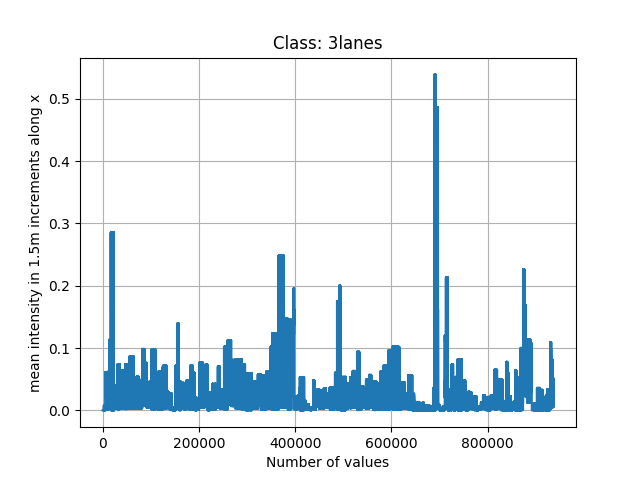 Class: 3lanes
mean intensity in 1.5m increments along x
0.5
0.4
0.3
0.2
0.1
0.0
0 200000 400000 600000 800000
Number of values